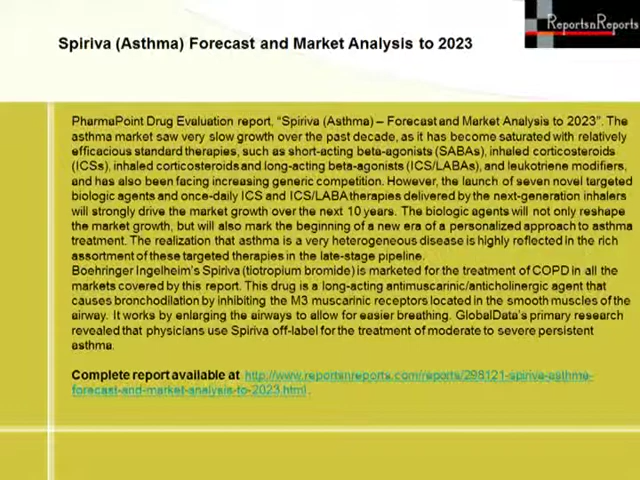 ReportsnReports
Spiriva (Asthma) Forecast and Market Analysis to 2023
PharmaPoint Drug Evaluation report, “Spiriva (Asthma) – Forecast and Market Analysis to 2023”. The
asthma market saw very slow growth over the past decade, as it has become saturated with relatively
efficacious standard therapies, such as short-acting beta-agonists (SABAs), inhaled corticosteroids
(ICSs), inhaled corticosteroids and long-acting beta-agonists (ICS/LABAs), and leukotriene modifiers,
and has also been facing increasing generic competition. However, the launch of seven novel targeted
biologic agents and once-daily ICS and ICS/LABA therapies delivered by the next-generation inhalers
will strongly drive the market growth over the next 10 years. The biologic agents will not only reshape
the market growth, but will also mark the beginning of a new era of a personalized approach to asthma
treatment. The realization that asthma is a very heterogeneous disease is highly reflected in the rich
assortment of these targeted therapies in the late-stage pipeline.
Boehringer Ingelheim's Spiriva (tiotropium bromide) is marketed for the treatment of COPD in all the
markets covered by this report. This drug is a long-acting antimuscarinic/anticholinergic agent that
causes bronchodilation by inhibiting the M3 muscarinic receptors located in the smooth muscles of the
airway. It works by enlarging the airways to allow for easier breathing. GlobalData's primary research
revealed that physicians use Spiriva off-label for the treatment of moderate to severe persistent
asthma.
Complete report available at http://www.reportsnreports.com/reports/298121-spiriva-asthma-
forecast-and-market-analysis-to-2023.html.